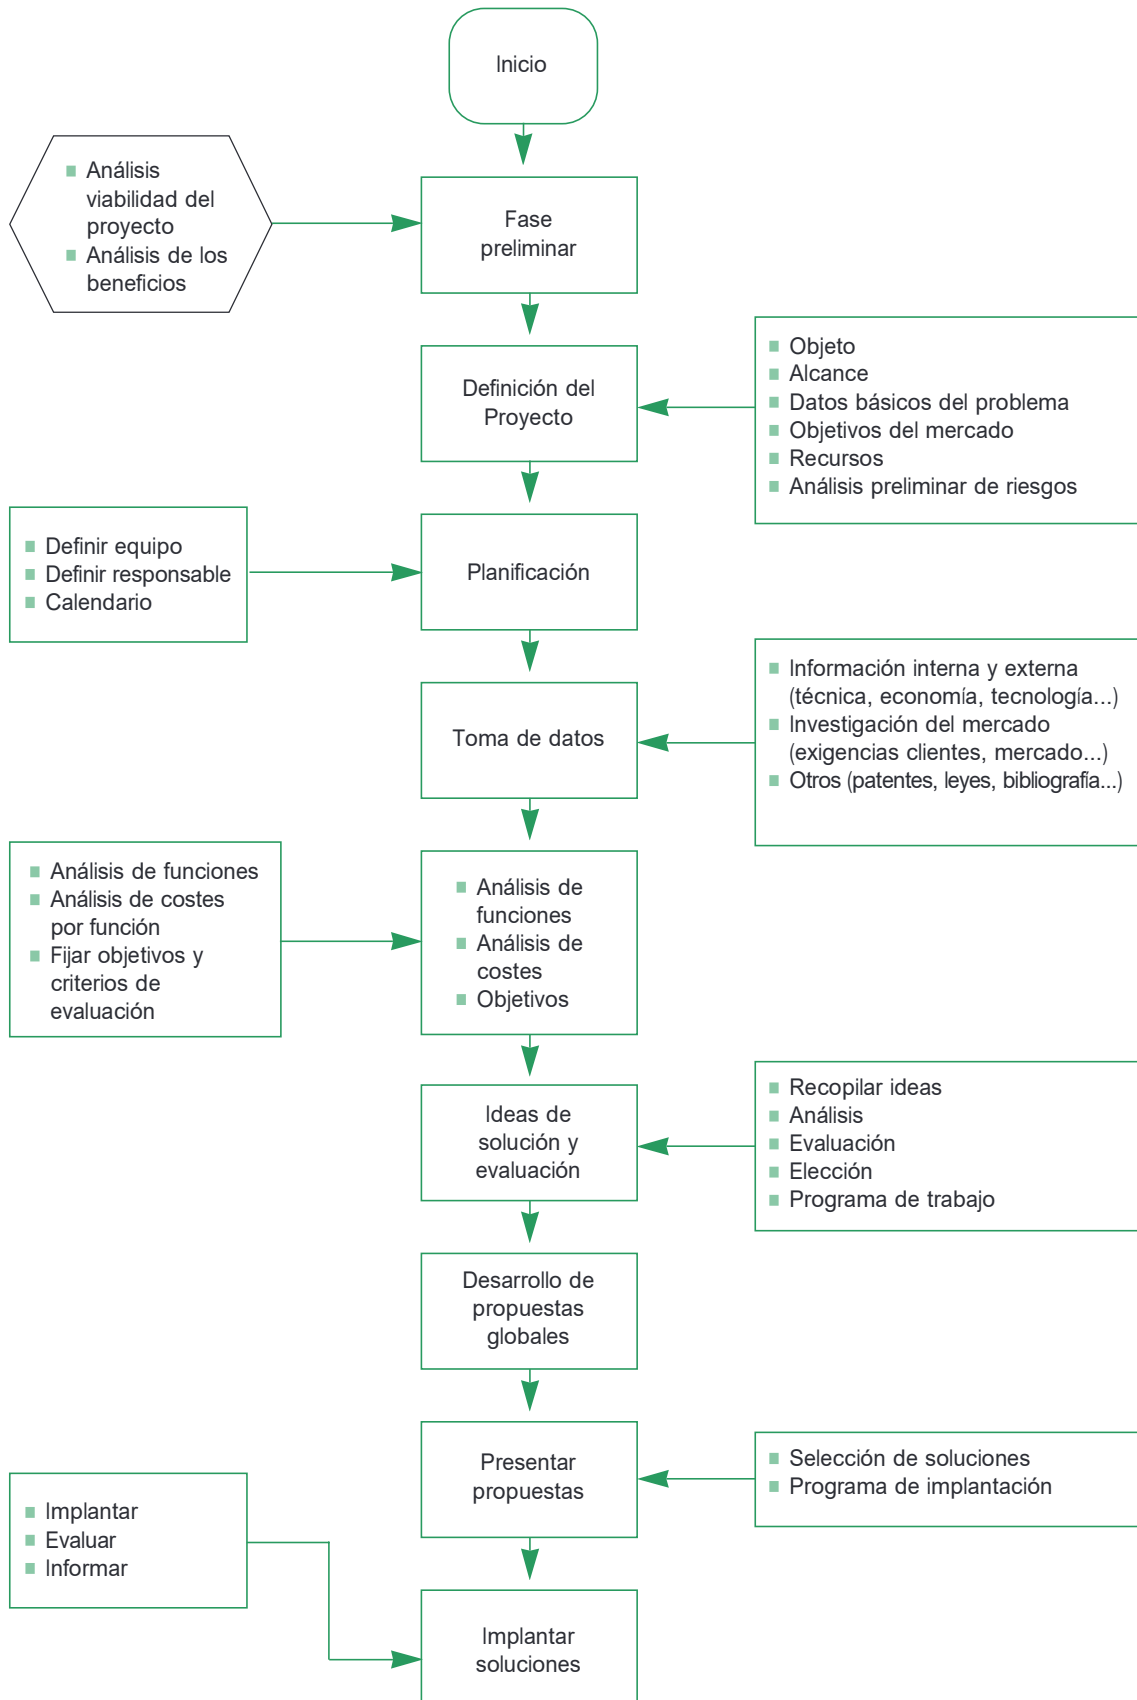 Inicio
Análisis
viabilidad del
proyecto
Análisis de los
beneficios
Fase
preliminar
Definición del
Proyecto
Objeto
Alcance
Datos básicos del problema
Objetivos del mercado
Recursos
Análisis preliminar de riesgos
Definir equipo
Definir responsable
Calendario
Planificación
Toma de datos
Información interna y externa
(técnica, economía, tecnología...)
Investigación del mercado
(exigencias clientes, mercado...)
Otros (patentes, leyes, bibliografía...)
Análisis de funciones
Análisis de costes
por función
Fijar objetivos y
criterios de
evaluación
Análisis de
funciones
Análisis de
costes
Objetivos
Ideas de
solución y
evaluación
Recopilar ideas
Análisis
Evaluación
Elección
Programa de trabajo
Desarrollo de
propuestas
globales
Presentar
propuestas
Selección de soluciones
Programa de implantación
Implantar
Evaluar
Informar
Implantar
soluciones